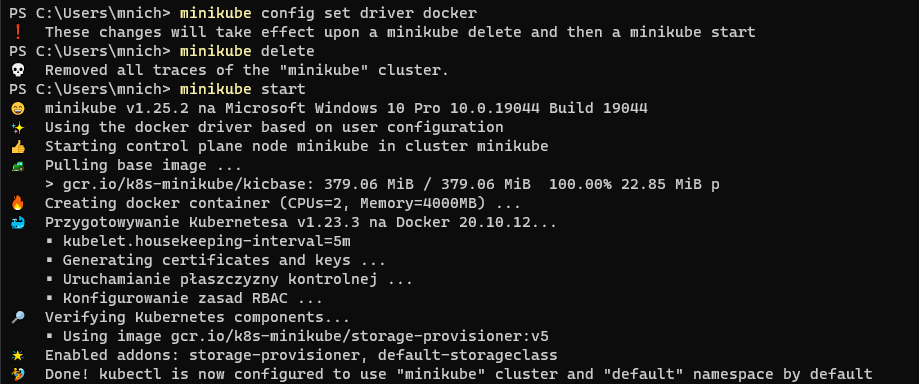 PS C:\Users\mnich> minikube config set driver docker
❗ These changes will take effect upon a minikube delete and then a minikube start
PS C:\Users\mnich> minikube delete
💀 Removed all traces of the "minikube" cluster.
PS C:\Users\mnich> minikube start
😄 minikube v1.25.2 na Microsoft Windows 10 Pro 10.0.19044 Build 19044
✨ Using the docker driver based on user configuration
👍 Starting control plane node minikube in cluster minikube
🚜 Pulling base image ...
> gcr.io/k8s-minikube/kicbase: 379.06 MiB / 379.06 MiB 100.00% 22.85 MiB p
🔥 Creating docker container (CPUs=2, Memory=4000MB) ...
🐳 Przygotowywanie Kubernetesa v1.23.3 na Docker 20.10.12...
▪ kubelet.housekeeping-interval=5m
▪ Generating certificates and keys ...
▪ Uruchamianie płaszczyzny kontrolnej ...
▪ Konfigurowanie zasad RBAC ...
🔎 Verifying Kubernetes components...
▪ Using image gcr.io/k8s-minikube/storage-provisioner:v5
🌟 Enabled addons: storage-provisioner, default-storageclass
🏄 Done! kubectl is now configured to use "minikube" cluster and "default" namespace by default